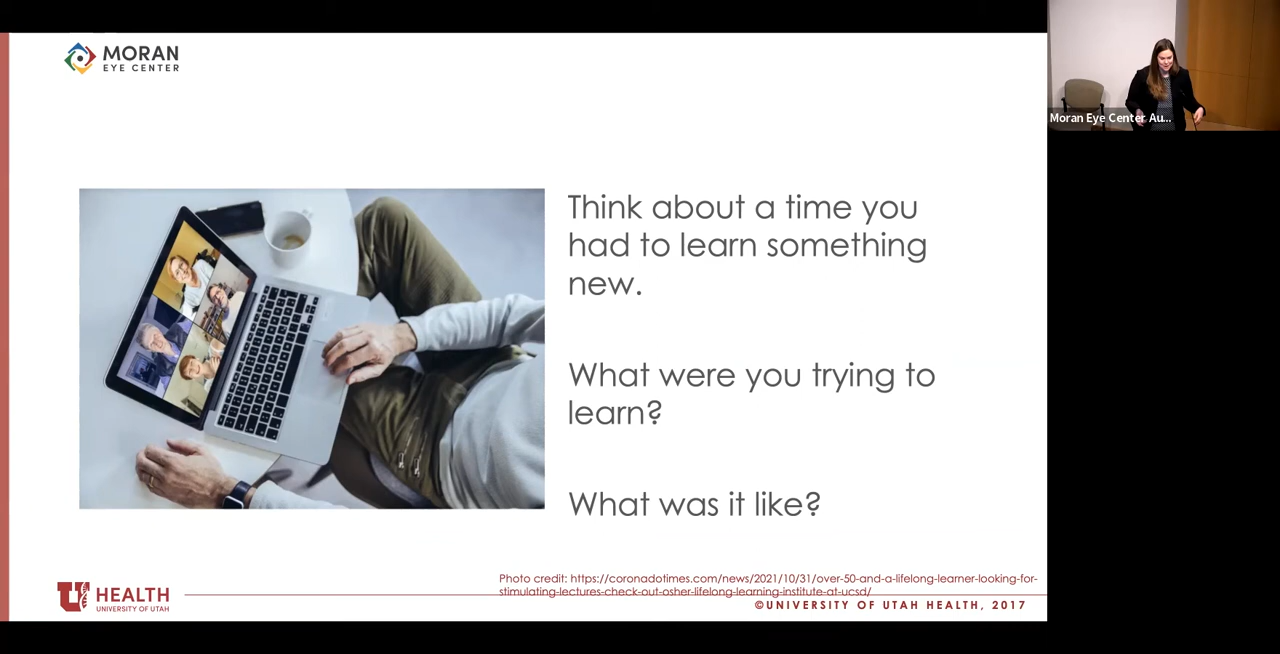 MORAN
EYE CENTER
Moran Eye Center Au...
Think about a time you
had to learn something
new.
What were you trying to
learn?
What was it like?
Photo credit: https://coronadotimes.com/news/2021/10/31/over-50-and-a-lifelong-learner-looking-for-
stimulating-lectures-check-out-osher-lifelong-learning-institute-at-ucsd/
U HEALTH
UNIVERSITY OF UTAH
©UNIVERSITY OF UTAH HEALTH, 2017